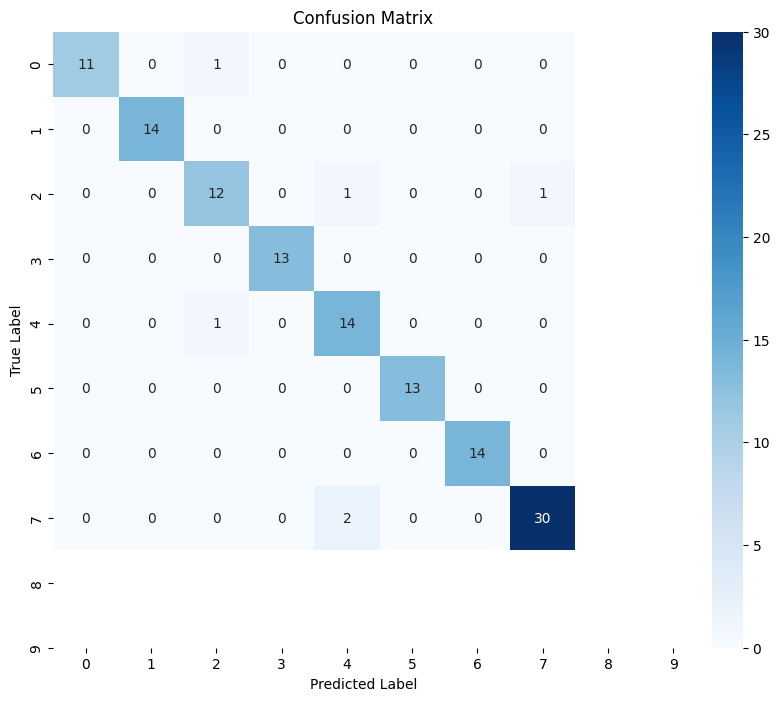 Confusion Matrix
True Label
0 11 0 1 0 0 0 0 0
1 0 14 0 0 0 0 0 0
2 0 0 12 0 1 0 0 1
3 0 0 0 13 0 0 0 0
4 0 0 1 0 14 0 0 0
5 0 0 0 0 0 13 0 0
6 0 0 0 0 0 0 14 0
7 0 0 0 0 2 0 0 30
8
9
0 1 2 3 4 5 6 7 8 9
Predicted Label
30
25
20
15
10
5
0